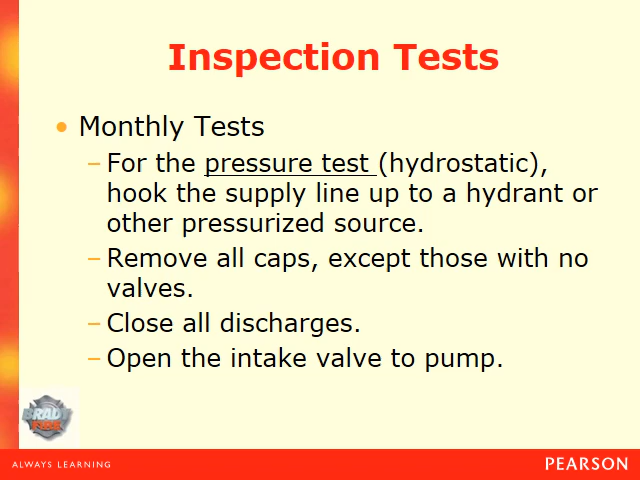 Inspection Tests
• Monthly Tests
– For the pressure test (hydrostatic),
hook the supply line up to a hydrant or
other pressurized source.
– Remove all caps, except those with no
valves.
– Close all discharges.
– Open the intake valve to pump.
BRADY
FIRE
ALWAYS LEARNING
PEARSON